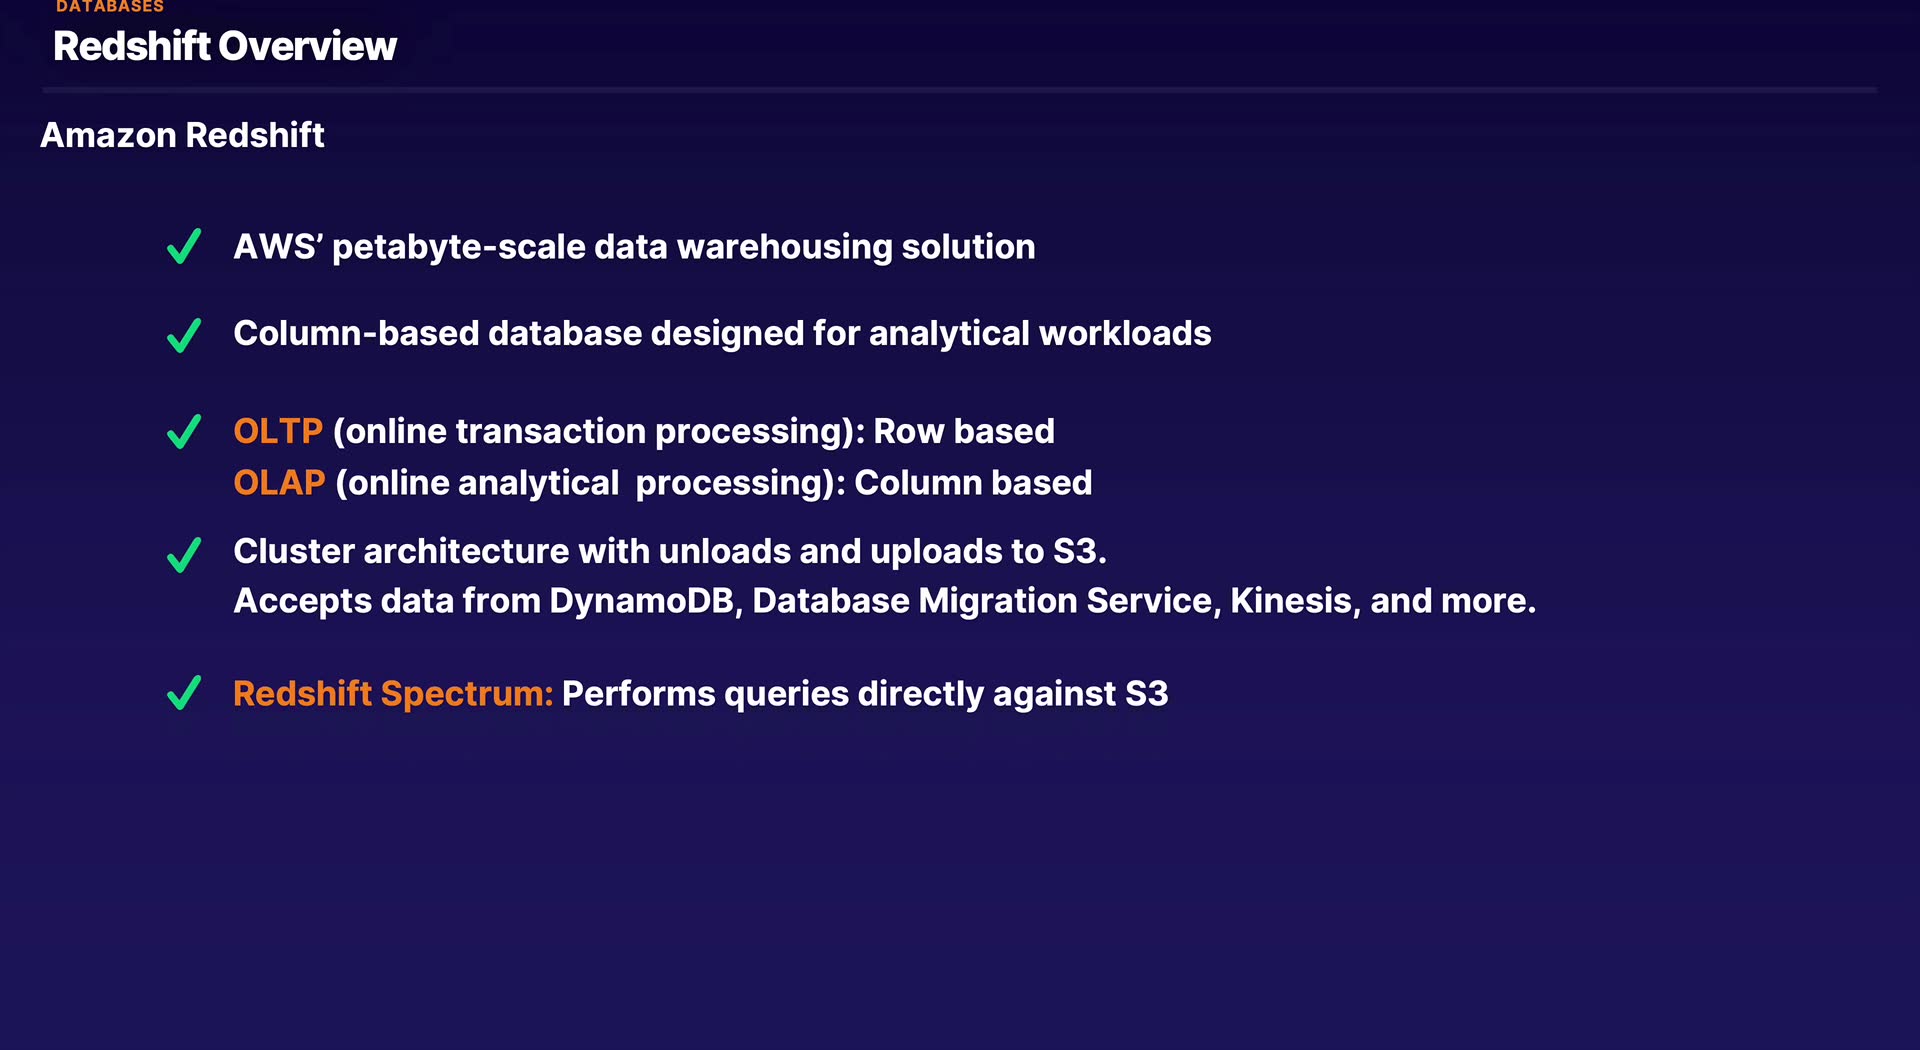 DATABASES
Redshift Overview
Amazon Redshift
AWS’ petabyte-scale data warehousing solution
Column-based database designed for analytical workloads
OLTP (online transaction processing): Row based
OLAP (online analytical  processing): Column based
Cluster architecture with unloads and uploads to S3.
Accepts data from DynamoDB, Database Migration Service, Kinesis, and more.
Redshift Spectrum: Performs queries directly against S3